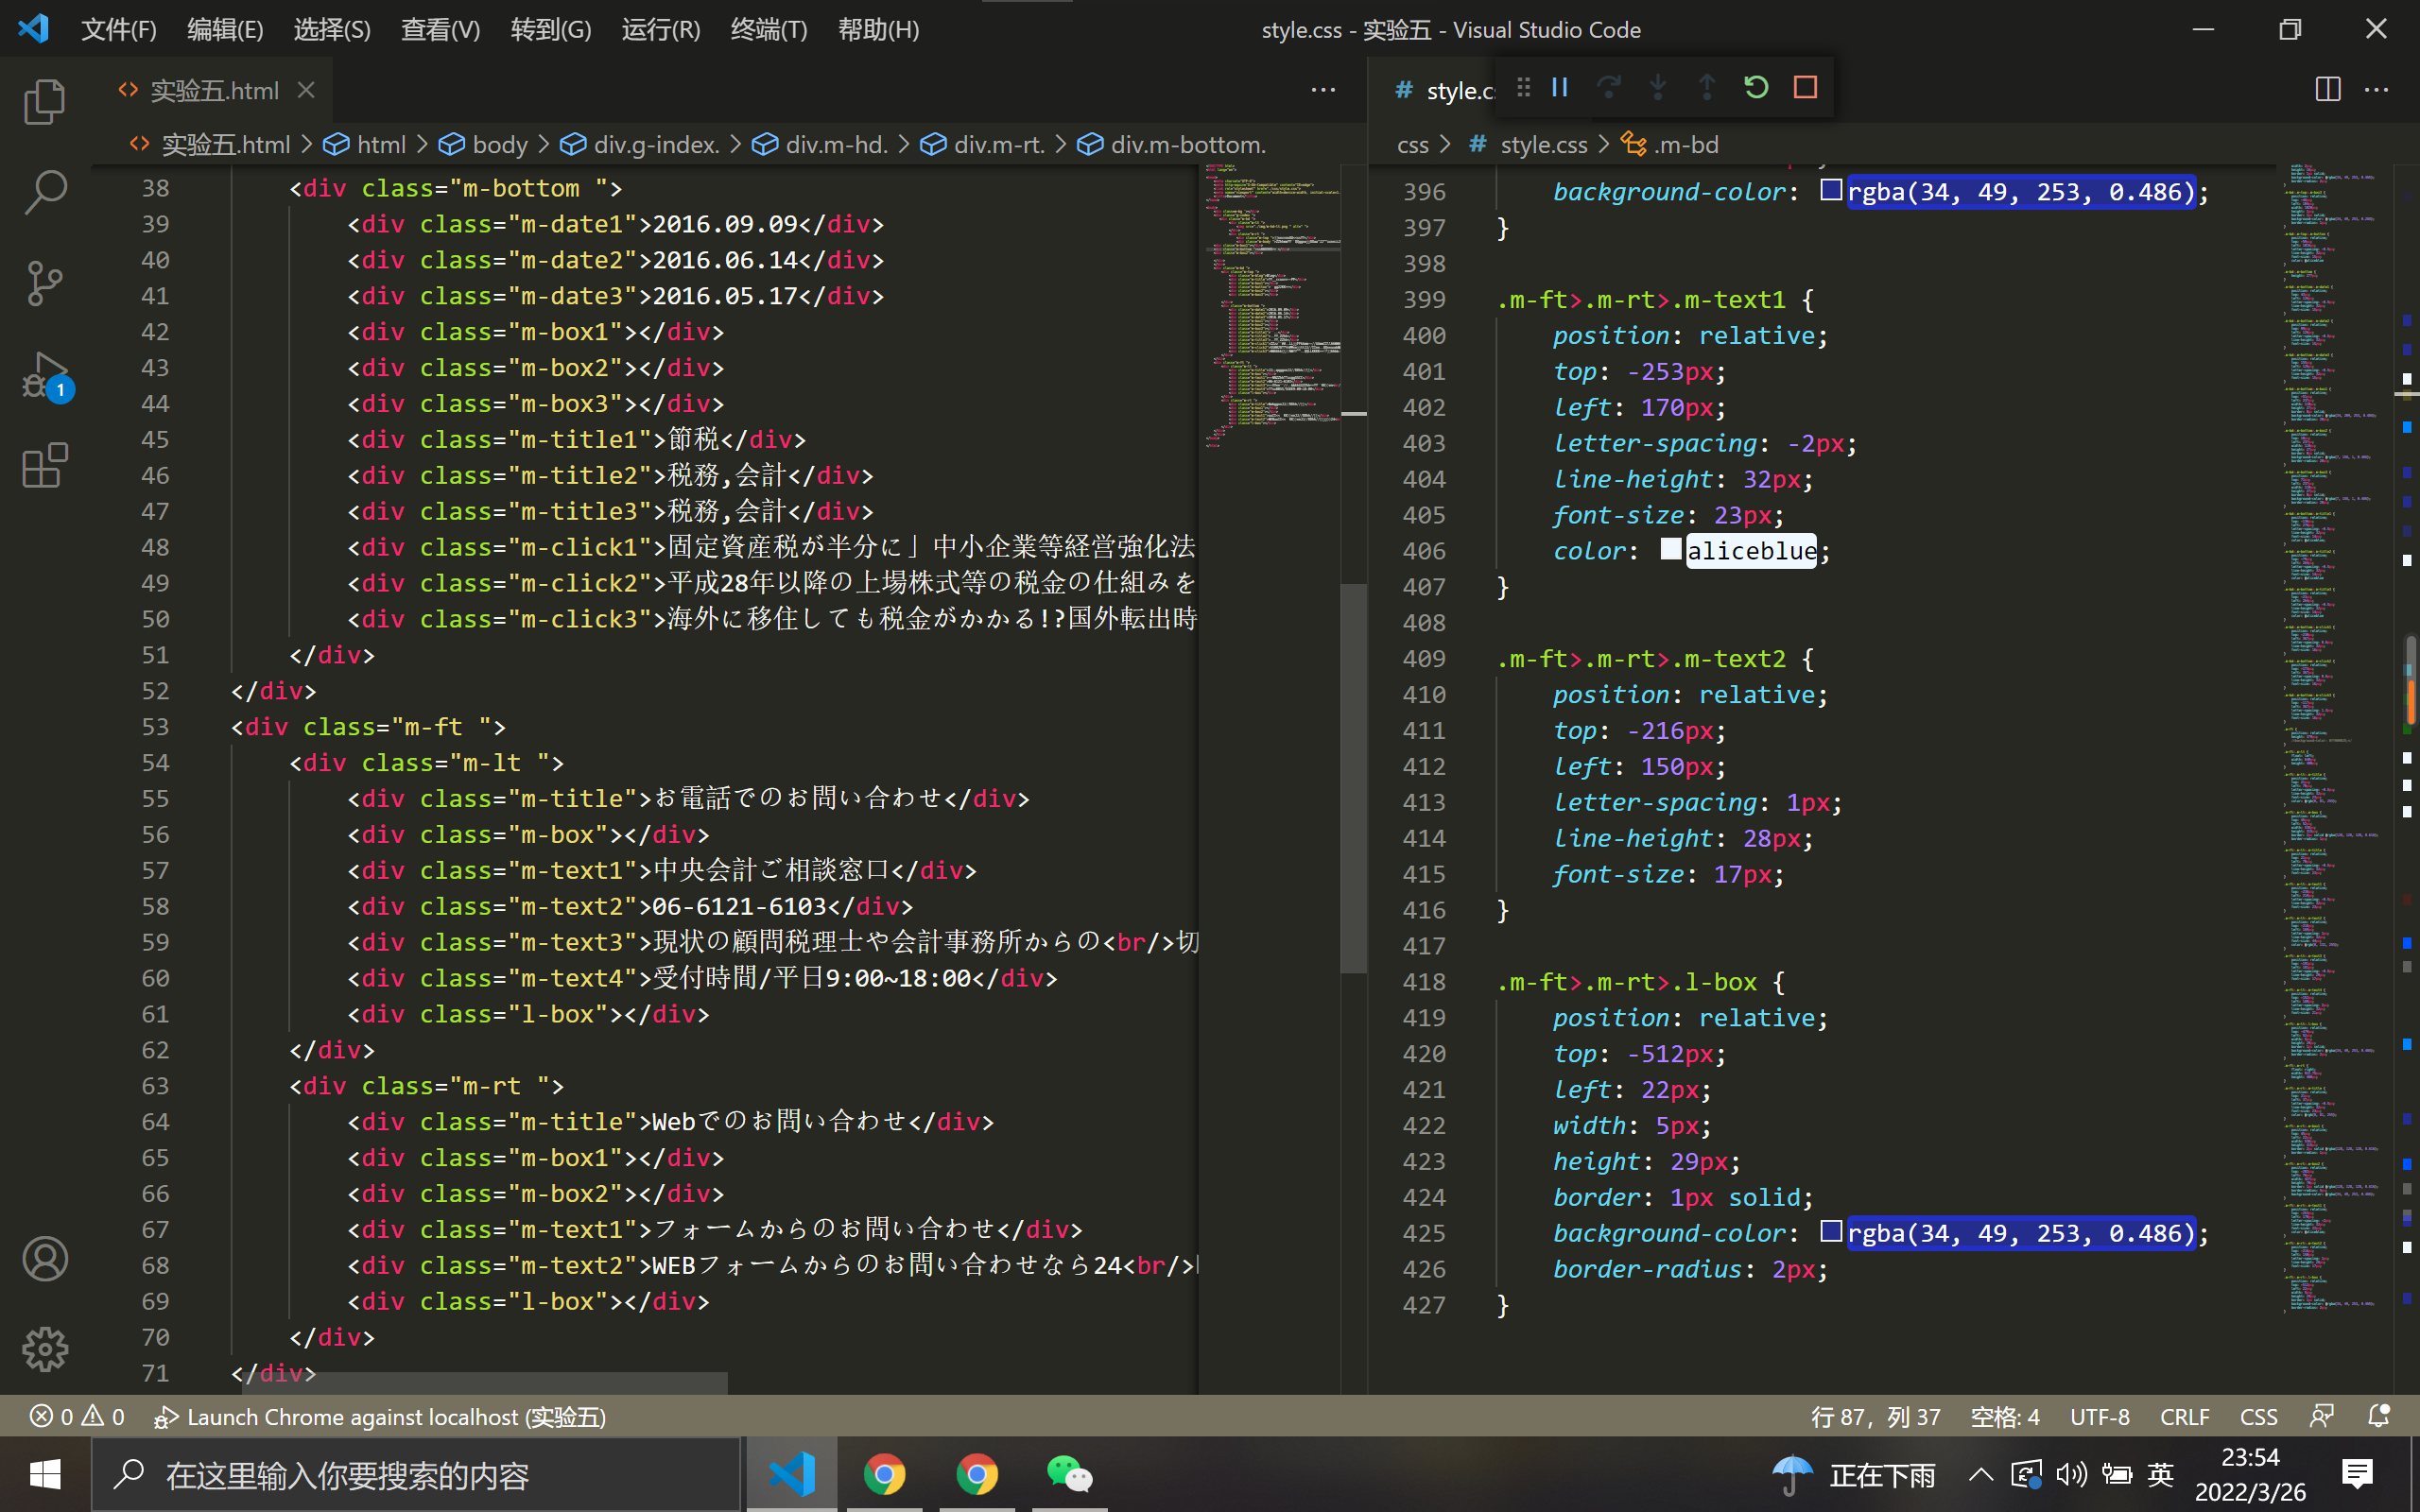 文件(F) 编辑(E) 选择(S) 查看(V) 转到(G) 运行(R) 终端(T) 帮助(H)
style.css - 实验五 - Visual Studio Code
实验五.html
实验五.html > html > body > div.g-index. > div.m-hd. > div.m-rt. > div.m-bottom.
38 <div class="m-bottom ">
39 <div class="m-date1">2016.09.09</div>
40 <div class="m-date2">2016.06.14</div>
41 <div class="m-date3">2016.05.17</div>
42 <div class="m-box1"></div>
43 <div class="m-box2"></div>
44 <div class="m-box3"></div>
45 <div class="m-title1">節税</div>
46 <div class="m-title2">税務,会計</div>
47 <div class="m-title3">税務,会計</div>
48 <div class="m-click1">固定資産税が半分に」中小企業等経営強化法
49 <div class="m-click2">平成28年以降の上場株式等の税金の仕組みを
50 <div class="m-click3">海外に移住しても税金がかかる!?国外転出時
51 </div>
52 </div>
53 <div class="m-ft ">
54 <div class="m-lt ">
55 <div class="m-title">お電話でのお問い合わせ</div>
56 <div class="m-box"></div>
57 <div class="m-text1">中央会計ご相談窓口</div>
58 <div class="m-text2">06-6121-6103</div>
59 <div class="m-text3">現状の顧問税理士や会計事務所からの<br/>切
60 <div class="m-text4">受付時間/平日9:00~18:00</div>
61 <div class="l-box"></div>
62 </div>
63 <div class="m-rt ">
64 <div class="m-title">Webでのお問い合わせ</div>
65 <div class="m-box1"></div>
66 <div class="m-box2"></div>
67 <div class="m-text1">フォームからのお問い合わせ</div>
68 <div class="m-text2">WEBフォームからのお問い合わせなら24<br/>
69 <div class="l-box"></div>
70 </div>
71 </div>
# style.c
css > # style.css > .m-bd
396 background-color: rgba(34, 49, 253, 0.486);
397 }
398
399 .m-ft>.m-rt>.m-text1 {
400 position: relative;
401 top: -253px;
402 left: 170px;
403 letter-spacing: -2px;
404 line-height: 32px;
405 font-size: 23px;
406 color: aliceblue;
407 }
408
409 .m-ft>.m-rt>.m-text2 {
410 position: relative;
411 top: -216px;
412 left: 150px;
413 letter-spacing: 1px;
414 line-height: 28px;
415 font-size: 17px;
416 }
417
418 .m-ft>.m-rt>.l-box {
419 position: relative;
420 top: -512px;
421 left: 22px;
422 width: 5px;
423 height: 29px;
424 border: 1px solid;
425 background-color: rgba(34, 49, 253, 0.486);
426 border-radius: 2px;
427 }
1
0 0 Launch Chrome against localhost (实验五)
行 87，列 37 空格: 4 UTF-8 CRLF CSS
在这里输入你要搜索的内容
正在下雨
英
23:54
2022/3/26